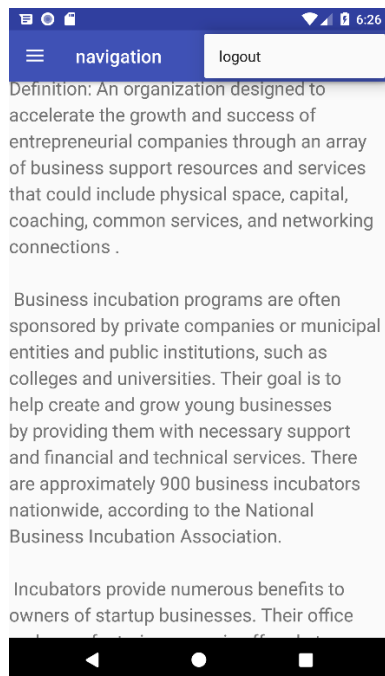 6:26
navigation
logout
Definition: An organization designed to
accelerate the growth and success of
entrepreneurial companies through an array
of business support resources and services
that could include physical space, capital,
coaching, common services, and networking
connections .
Business incubation programs are often
sponsored by private companies or municipal
entities and public institutions, such as
colleges and universities. Their goal is to
help create and grow young businesses
by providing them with necessary support
and financial and technical services. There
are approximately 900 business incubators
nationwide, according to the National
Business Incubation Association.
Incubators provide numerous benefits to
owners of startup businesses. Their office